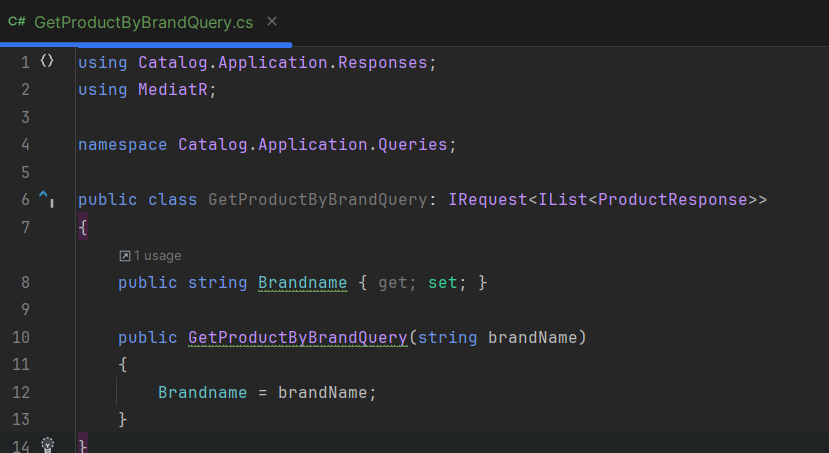 C# GetProductByBrandQuery.cs ×
1 using Catalog.Application.Responses;
2 using MediatR;
3
4 namespace Catalog.Application.Queries;
5
6 public class GetProductByBrandQuery: IRequest<IList<ProductResponse>>
7 {
1 usage
8 public string Brandname { get; set; }
9
10 public GetProductByBrandQuery(string brandName)
11 {
12 Brandname = brandName;
13 }
14 }